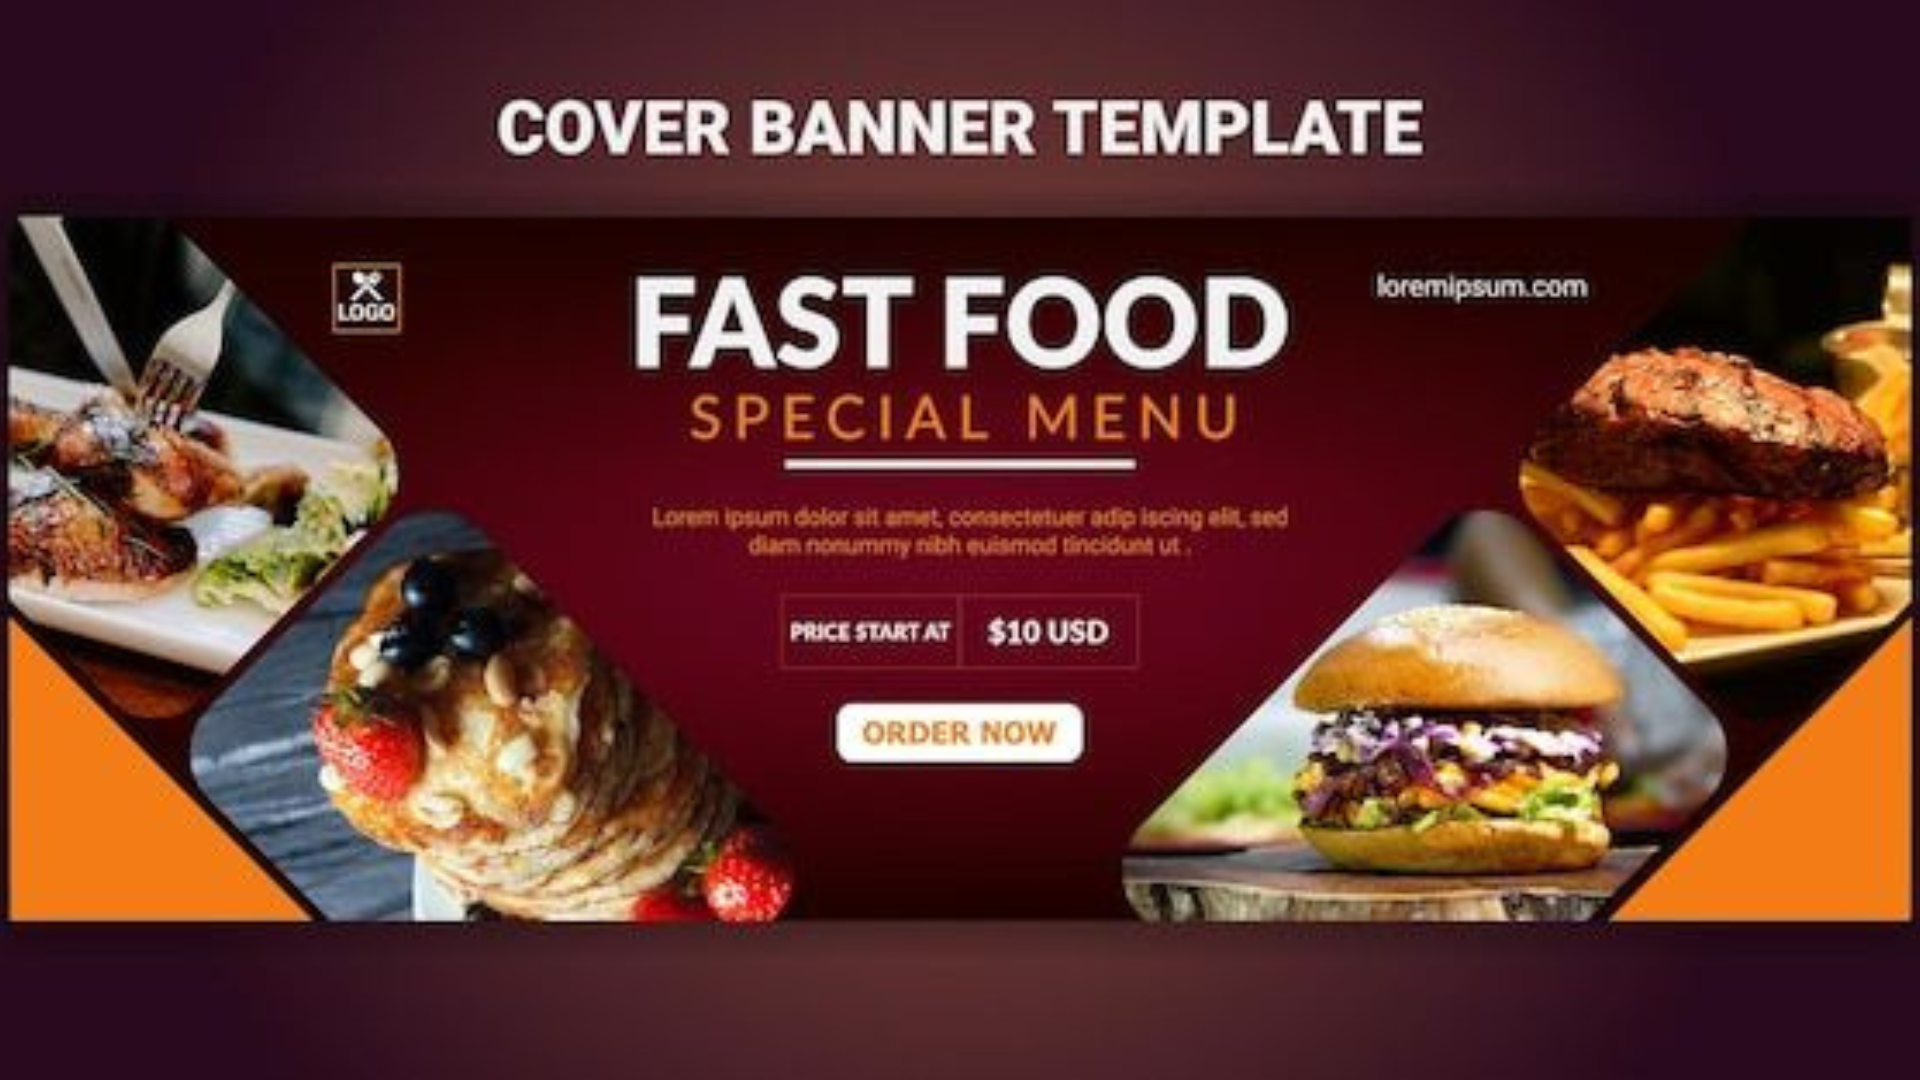 COVER BANNER TEMPLATE
LOGO
FAST FOOD
loremipsum.com
SPECIAL MENU
Lorem ipsum dolor sit amet, consectetuer adip iscing elit, sed
diam nonummy nibh euismod tincidunt ut .
PRICE START AT
$10 USD
ORDER NOW